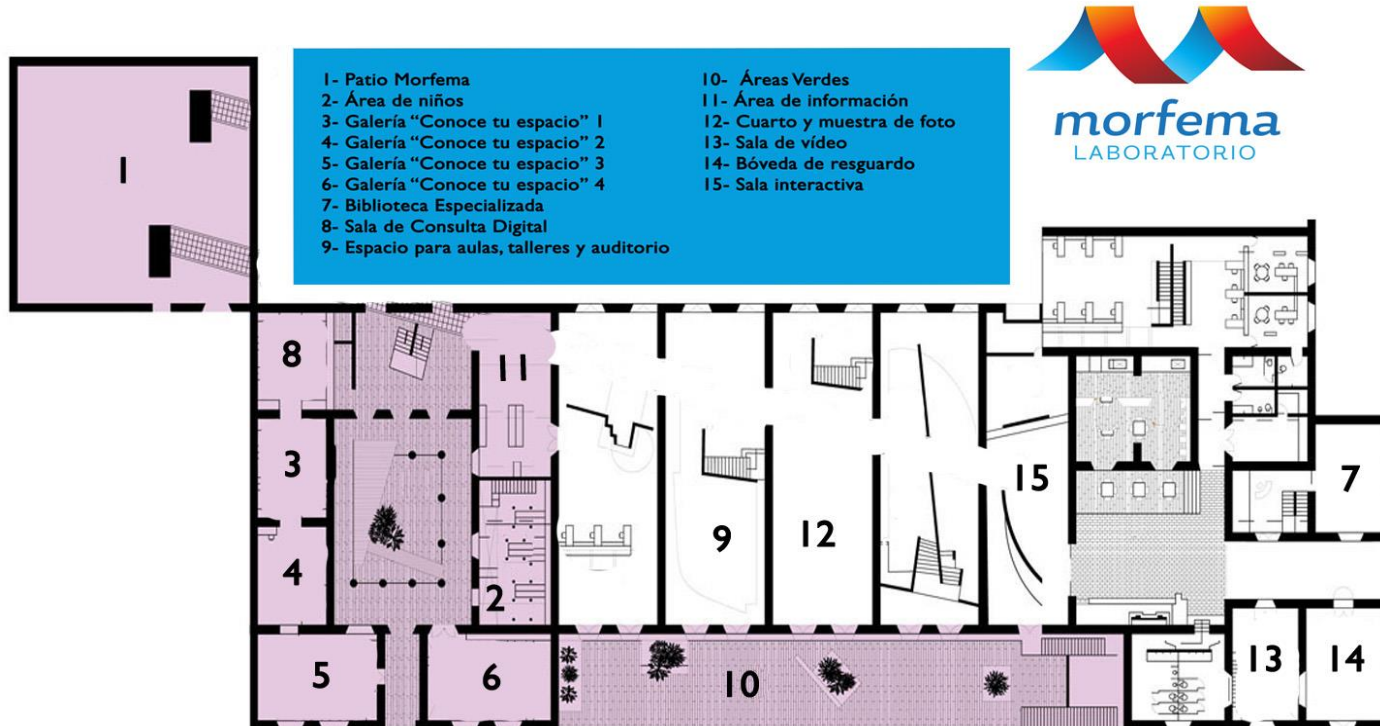 1- Patio Morfema
2- Área de niños
3- Galería “Conoce tu espacio” 1
4- Galería “Conoce tu espacio” 2
5- Galería “Conoce tu espacio” 3
6- Galería “Conoce tu espacio” 4
7- Biblioteca Especializada
8- Sala de Consulta Digital
9- Espacio para aulas, talleres y auditorio
10- Áreas Verdes
11- Área de información
12- Cuarto y muestra de foto
13- Sala de vídeo
14- Bóveda de resguardo
15- Sala interactiva
morfema
LABORATORIO
1
8
11
3
15
7
9
12
4
2
5
6
10
13
14